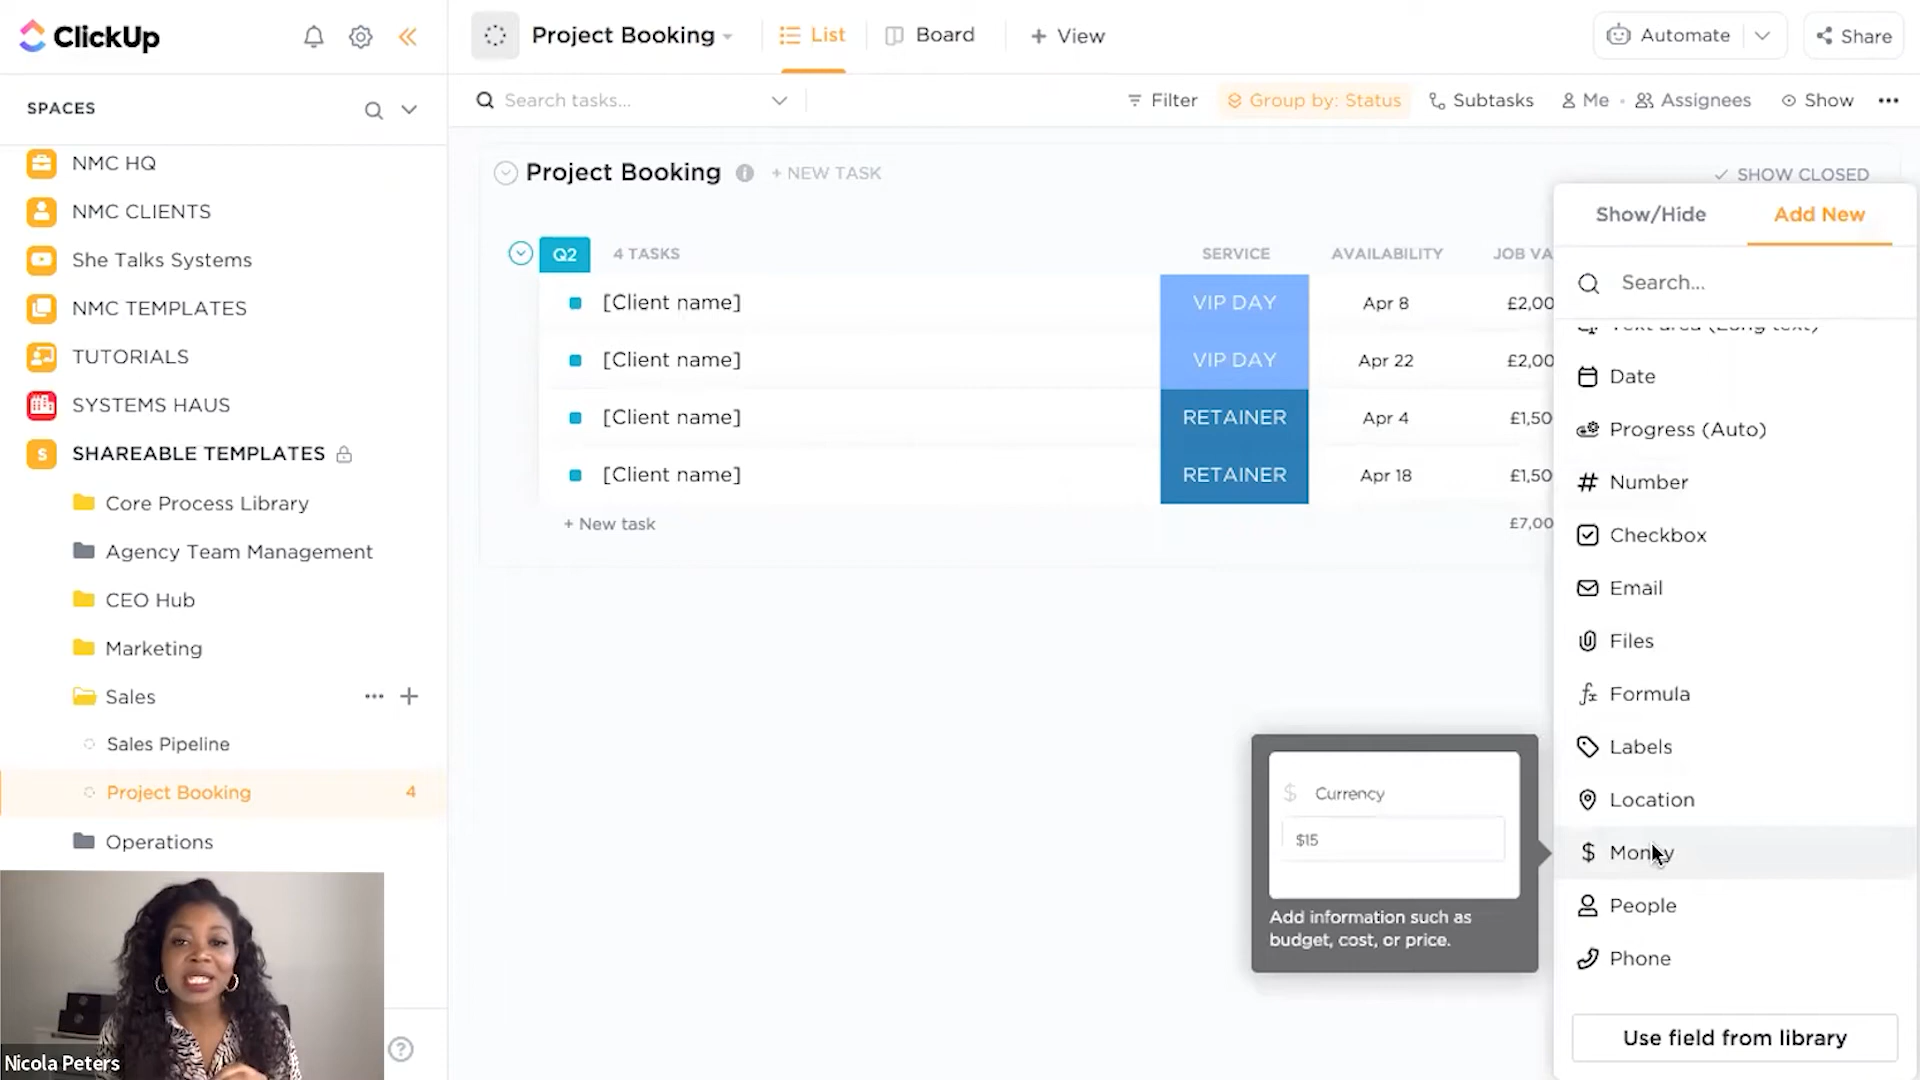 ClickUp
Project Booking
List
Board
+ View
Automate
Share
SPACES
Search tasks...
Filter
Group by: Status
Subtasks
Me
Assignees
Show
NMC HQ
NMC CLIENTS
She Talks Systems
NMC TEMPLATES
TUTORIALS
SYSTEMS HAUS
SHAREABLE TEMPLATES
Core Process Library
Agency Team Management
CEO Hub
Marketing
Sales
Sales Pipeline
Project Booking 4
Operations
Nicola Peters
Project Booking + NEW TASK
SHOW CLOSED
Q2 4 TASKS SERVICE AVAILABILITY JOB VA
[Client name] VIP DAY Apr 8 £2,00
[Client name] VIP DAY Apr 22 £2,00
[Client name] RETAINER Apr 4 £1,50
[Client name] RETAINER Apr 18 £1,50
+ New task £7,00
$ Currency
$15
Add information such as
budget, cost, or price.
Show/Hide
Add New
Search...
Text area (Long text)
Date
Progress (Auto)
Number
Checkbox
Email
Files
Formula
Labels
Location
Money
People
Phone
Use field from library